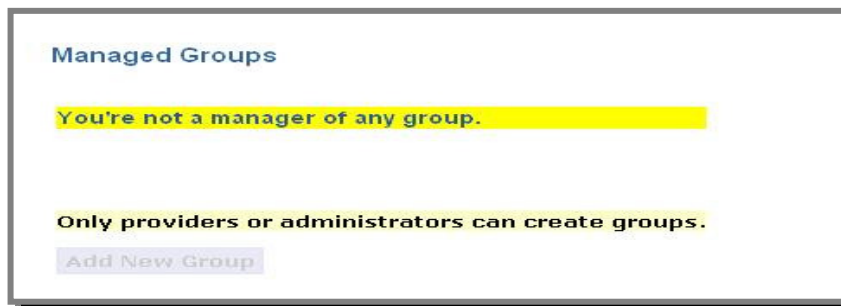 Managed Groups
You're not a manager of any group.
Only providers or administrators can create groups.
Add New Group